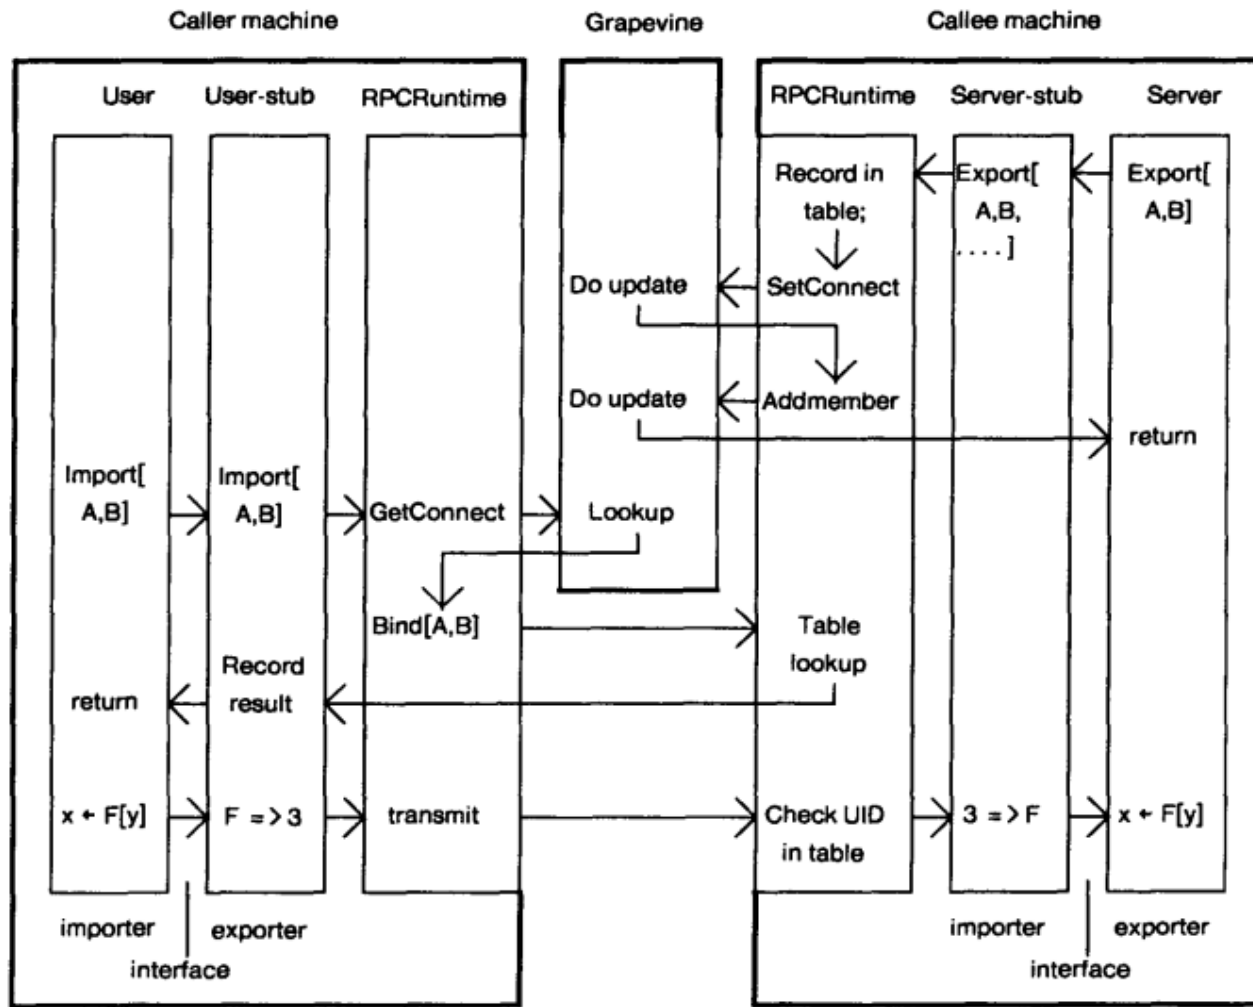 Caller machine
Grapevine
Callee machine
User
User-stub
RPCRuntime
RPCRuntime
Server-stub
Server
Record in
table;
Export[
A,B,
....]
Export[
A,B]
Do update
SetConnect
Do update
Addmember
return
Import[
A,B]
Import[
A,B]
GetConnect
Lookup
Bind[A,B]
Table
lookup
return
Record
result
x ← F[y]
F => 3
transmit
Check UID
in table
3 => F
x ← F[y]
importer
exporter
interface
importer
exporter
interface